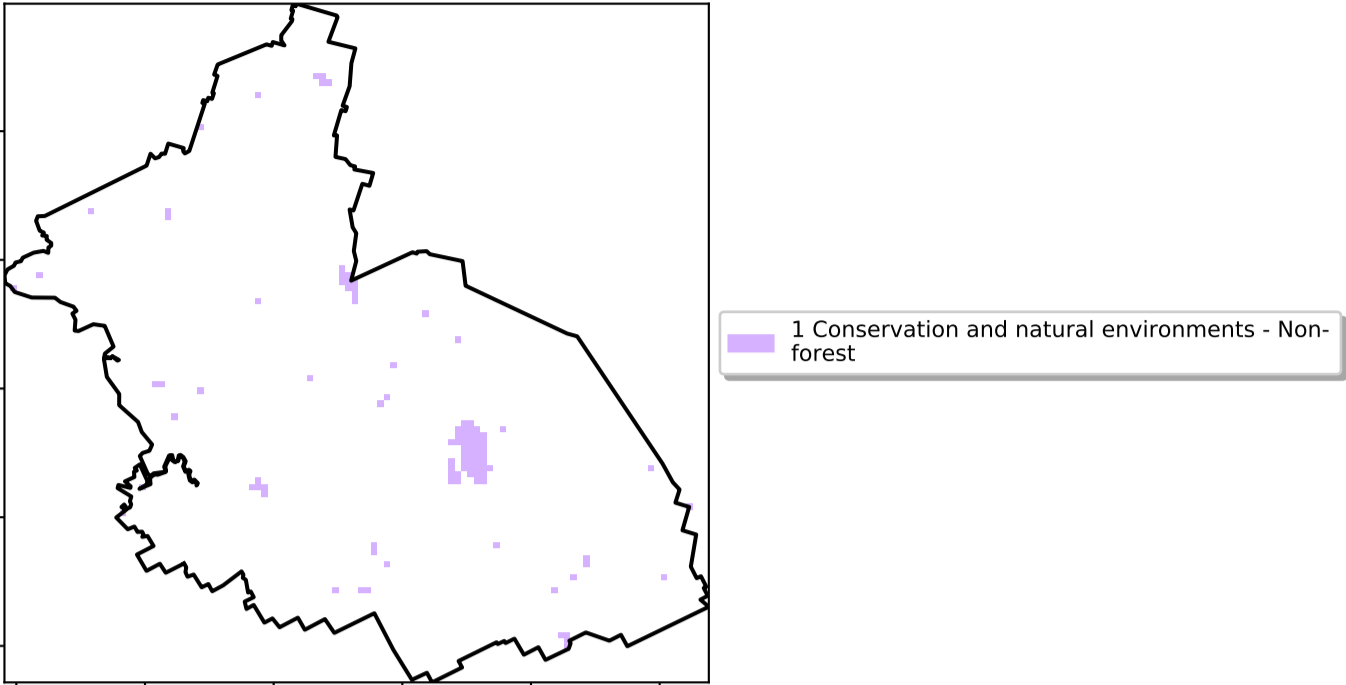 1 Conservation and natural environments - Non-
forest